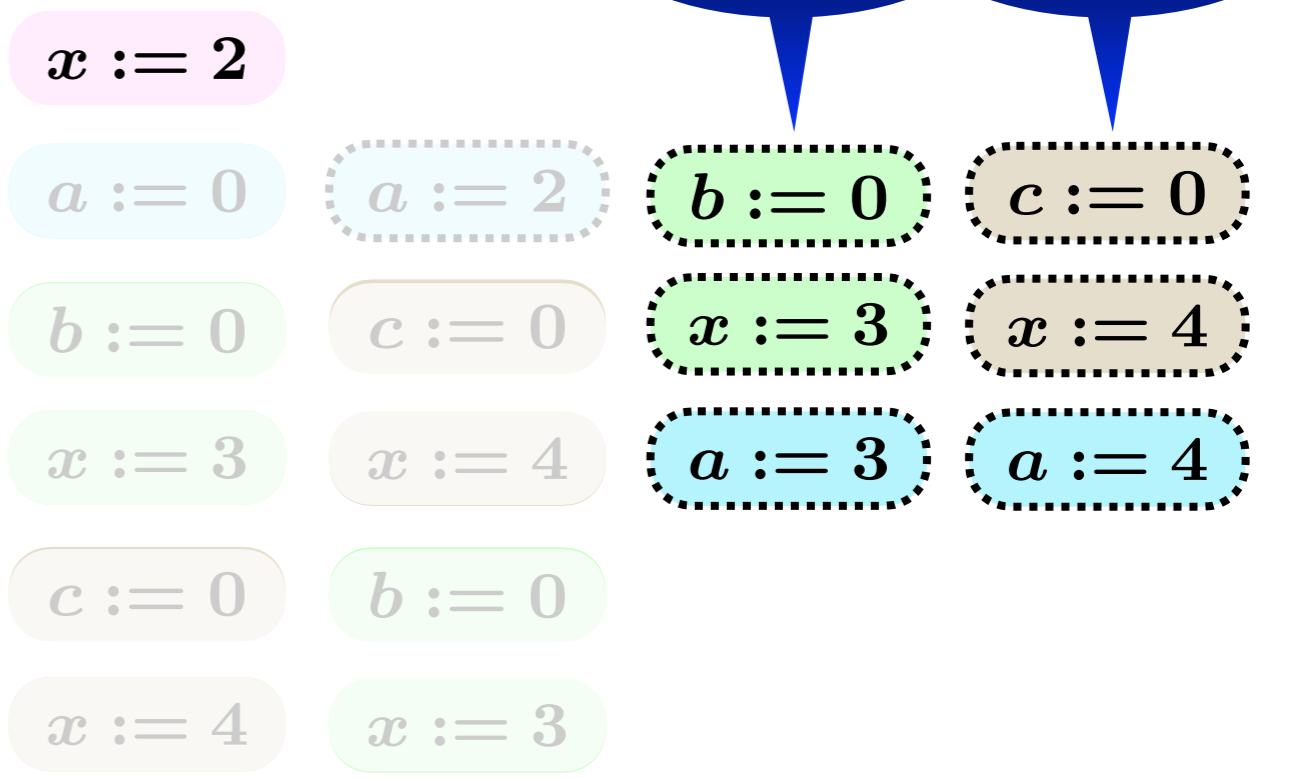 x := 2
a := 0 a := 2 b := 0 c := 0
b := 0 c := 0 x := 3 x := 4
x := 3 x := 4 a := 3 a := 4
c := 0 b := 0
x := 4 x := 3